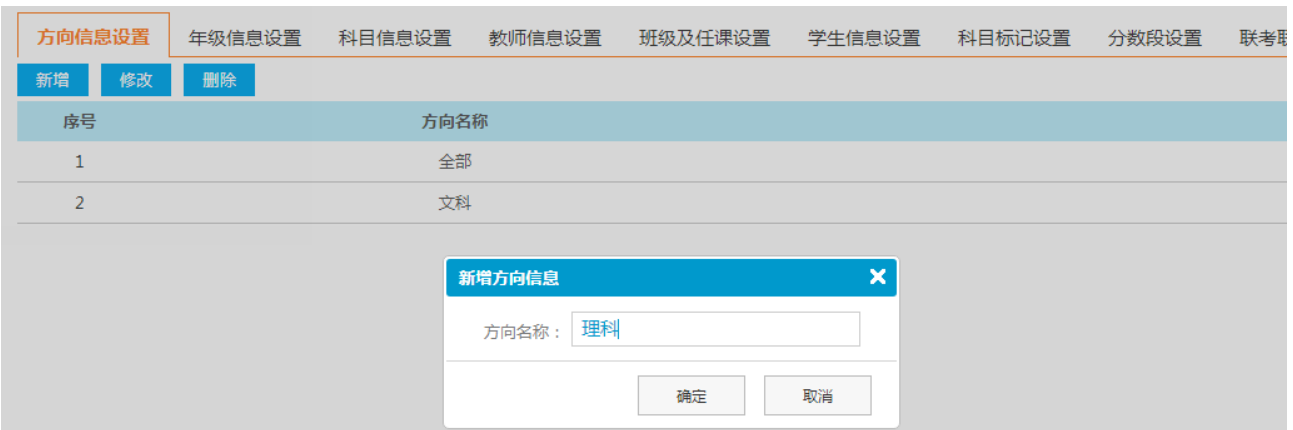 方向信息设置 年级信息设置 科目信息设置 教师信息设置 班级及任课设置 学生信息设置 科目标记设置 分数段设置 联考
新增 修改 删除
序号 方向名称
1 全部
2 文科
新增方向信息
方向名称： 理科
确定 取消